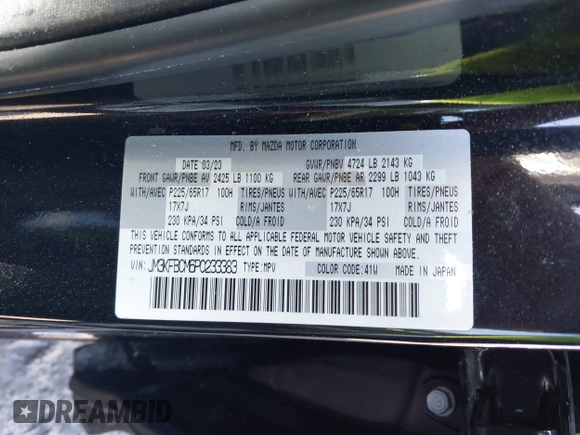 MFD. BY MAZDA MOTOR CORPORATION
DATE 03/23 GVWR/PNBV 4724 LB 2143 KG
FRONT GAWR/PNBE AV 2425 LB 1100 KG REAR GAWR/PNBE AR 2299 LB 1043 KG
WITH/AVEC P225/65R17 100H TIRES/PNEUS WITH/AVEC P225/65R17 100H TIRES/PNEUS
17X7J RIMS/JANTES 17X7J RIMS/JANTES
230 KPA/34 PSI COLD/A FROID 230 KPA/34 PSI COLD/A FROID
THIS VEHICLE CONFORMS TO ALL APPLICABLE FEDERAL MOTOR VEHICLE SAFETY AND THEFT
PREVENTION STANDARDS IN EFFECT ON THE DATE OF MANUFACTURE SHOWN ABOVE.
VIN: JM3KFBCM6P0233383 TYPE:MPV COLOR CODE:41W MADE IN JAPAN
DREAMBID